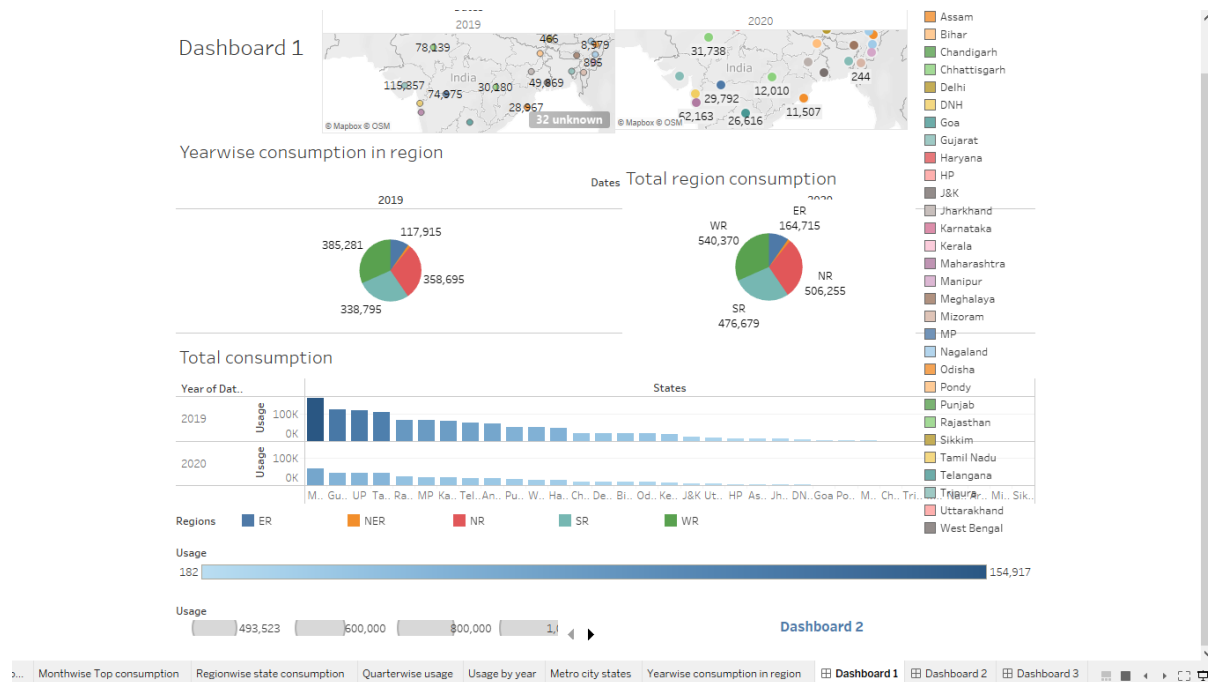 Dashboard 1
2019
2020
78,139
466
8,979
895
India
115,857
74,975
30,180
49,869
28,967
32 unknown
© Mapbox © OSM
31,738
India
244
12,010
29,792
62,163
26,616
11,507
© Mapbox © OSM
Yearwise consumption in region
Dates
2019
385,281
117,915
358,695
338,795
Total region consumption
ER
164,715
WR
540,370
NR
506,255
SR
476,679
Total consumption
Year of Dat..
States
2019
Usage
100K
0K
2020
Usage
100K
0K
M.. Gu.. UP Ta.. Ra.. MP Ka.. Tel.. An.. Pu.. W.. Ha.. Ch.. De.. Bi.. Od.. Ke.. J&K Ut.. HP As.. Jh.. DN.. Goa Po.. M.. Ch.. Tri.. Mi.. Sik..
Regions ER NER NR SR WR
Usage
182 154,917
Usage
493,523 600,000 800,000
Dashboard 2
Assam
Bihar
Chandigarh
Chhattisgarh
Delhi
DNH
Goa
Gujarat
Haryana
HP
J&K
Jharkhand
Karnataka
Kerala
Maharashtra
Manipur
Meghalaya
Mizoram
MP
Nagaland
Odisha
Pondy
Punjab
Rajasthan
Sikkim
Tamil Nadu
Telangana
Tripura
Uttarakhand
West Bengal
Monthwise Top consumption Regionwise state consumption Quarterwise usage Usage by year Metro city states Yearwise consumption in region Dashboard 1 Dashboard 2 Dashboard 3